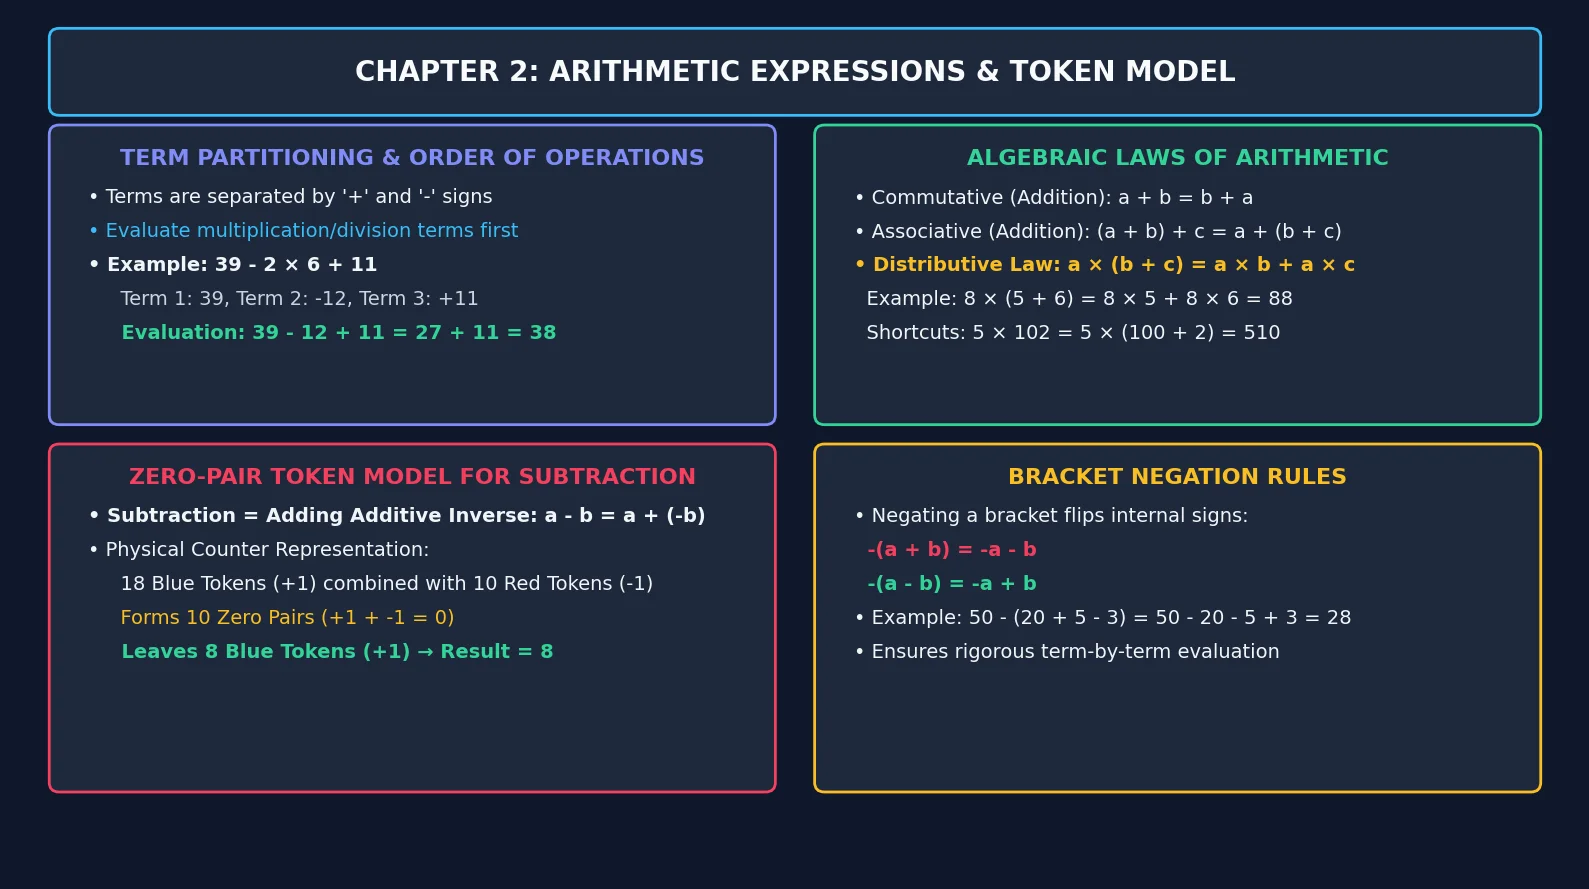 CHAPTER 2: ARITHMETIC EXPRESSIONS & TOKEN MODEL
TERM PARTITIONING & ORDER OF OPERATIONS
• Terms are separated by '+' and '-' signs
• Evaluate multiplication/division terms first
• Example: 39 - 2 × 6 + 11
Term 1: 39, Term 2: -12, Term 3: +11
Evaluation: 39 - 12 + 11 = 27 + 11 = 38
ALGEBRAIC LAWS OF ARITHMETIC
• Commutative (Addition): a + b = b + a
• Associative (Addition): (a + b) + c = a + (b + c)
• Distributive Law: a × (b + c) = a × b + a × c
Example: 8 × (5 + 6) = 8 × 5 + 8 × 6 = 88
Shortcuts: 5 × 102 = 5 × (100 + 2) = 510
ZERO-PAIR TOKEN MODEL FOR SUBTRACTION
• Subtraction = Adding Additive Inverse: a - b = a + (-b)
• Physical Counter Representation:
18 Blue Tokens (+1) combined with 10 Red Tokens (-1)
Forms 10 Zero Pairs (+1 + -1 = 0)
Leaves 8 Blue Tokens (+1) → Result = 8
BRACKET NEGATION RULES
• Negating a bracket flips internal signs:
-(a + b) = -a - b
-(a - b) = -a + b
• Example: 50 - (20 + 5 - 3) = 50 - 20 - 5 + 3 = 28
• Ensures rigorous term-by-term evaluation